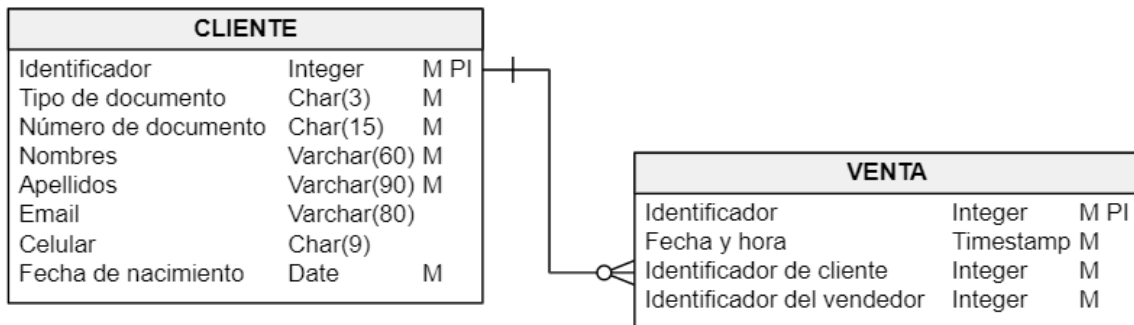 CLIENTE
Identificador Integer M PI
Tipo de documento Char(3) M
Número de documento Char(15) M
Nombres Varchar(60) M
Apellidos Varchar(90) M
Email Varchar(80)
Celular Char(9)
Fecha de nacimiento Date M
VENTA
Identificador Integer M PI
Fecha y hora Timestamp M
Identificador de cliente Integer M
Identificador del vendedor Integer M